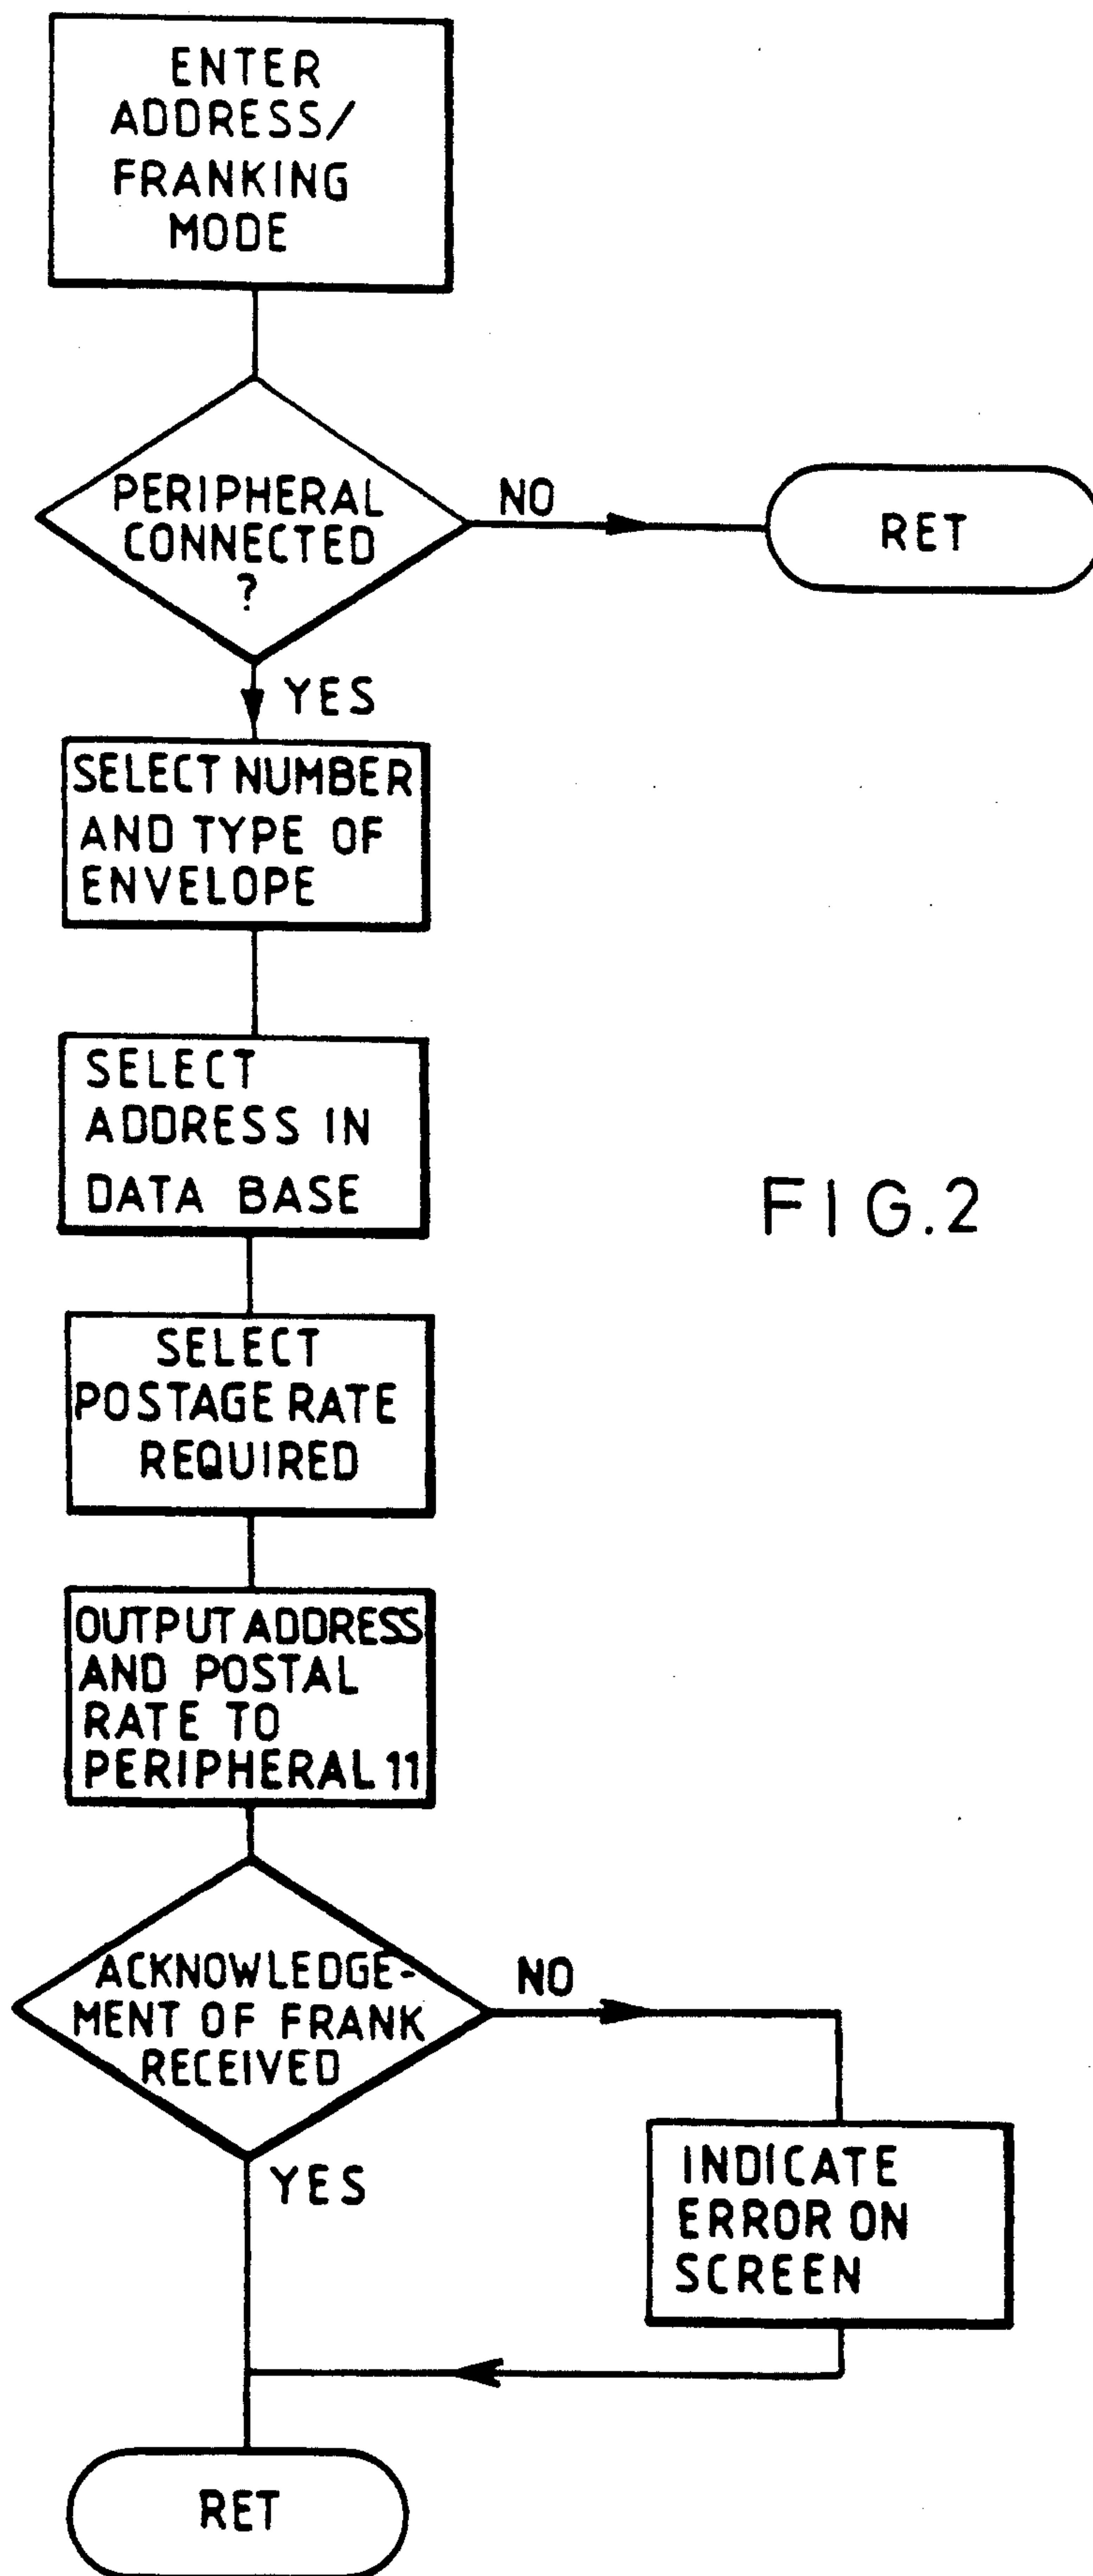 ENTER
ADDRESS/
FRANKING
MODE
PERIPHERAL
CONNECTED
?
NO
RET
YES
SELECT NUMBER
AND TYPE OF
ENVELOPE
SELECT
ADDRESS IN
DATA BASE
FIG.2
SELECT
POSTAGE RATE
REQUIRED
OUTPUT ADDRESS
AND POSTAL
RATE TO
PERIPHERAL 11
ACKNOWLEDGE-
MENT OF FRANK
RECEIVED
NO
YES
INDICATE
ERROR ON
SCREEN
RET